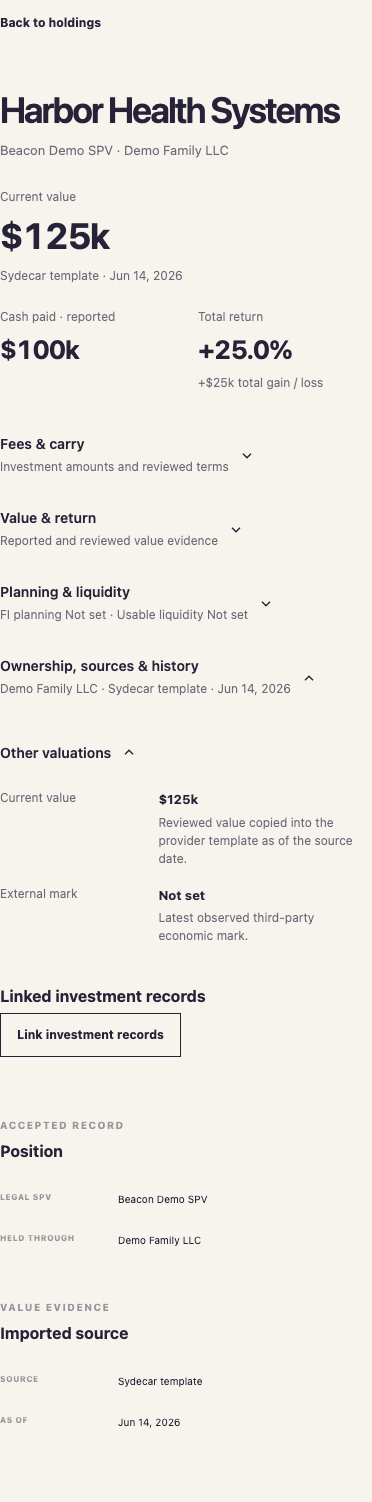 Back to holdings
Harbor Health Systems
Beacon Demo SPV · Demo Family LLC
Current value
$125k
Sydecar template · Jun 14, 2026
Cash paid · reported
Total return
$100k
+25.0%
+$25k total gain / loss
Fees & carry
Investment amounts and reviewed terms
Value & return
Reported and reviewed value evidence
Planning & liquidity
FI planning Not set · Usable liquidity Not set
Ownership, sources & history
Demo Family LLC · Sydecar template · Jun 14, 2026
Other valuations
Current value
$125k
Reviewed value copied into the
provider template as of the source
date.
External mark
Not set
Latest observed third-party
economic mark.
Linked investment records
Link investment records
ACCEPTED RECORD
Position
LEGAL SPV
Beacon Demo SPV
HELD THROUGH
Demo Family LLC
VALUE EVIDENCE
Imported source
SOURCE
Sydecar template
AS OF
Jun 14, 2026